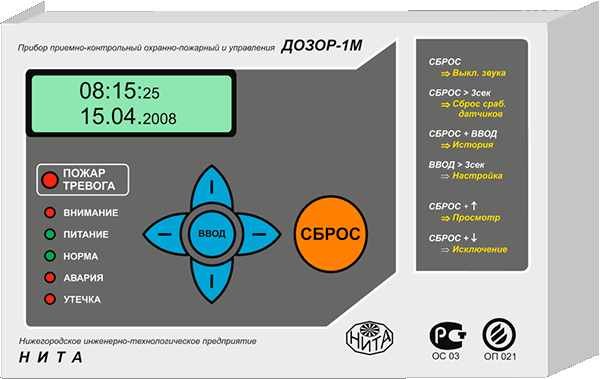 Прибор приемно-контрольный охранно-пожарный и управления ДОЗОР-1М
08:15:25
15.04.2008
ПОЖАР
ТРЕВОГА
ВНИМАНИЕ
ПИТАНИЕ
НОРМА
АВАРИЯ
УТЕЧКА
ВВОД
СБРОС
СБРОС
⇒ Выкл. звука
СБРОС > 3сек
⇒ Сброс сраб.
датчиков
СБРОС + ВВОД
⇒ История
ВВОД > 3сек
⇒ Настройка
СБРОС + ↑
⇒ Просмотр
СБРОС + ↓
⇒ Исключение
Нижегородское инженерно-технологическое предприятие
НИТА
НИТА
РСТ
ОС 03
ОП 021